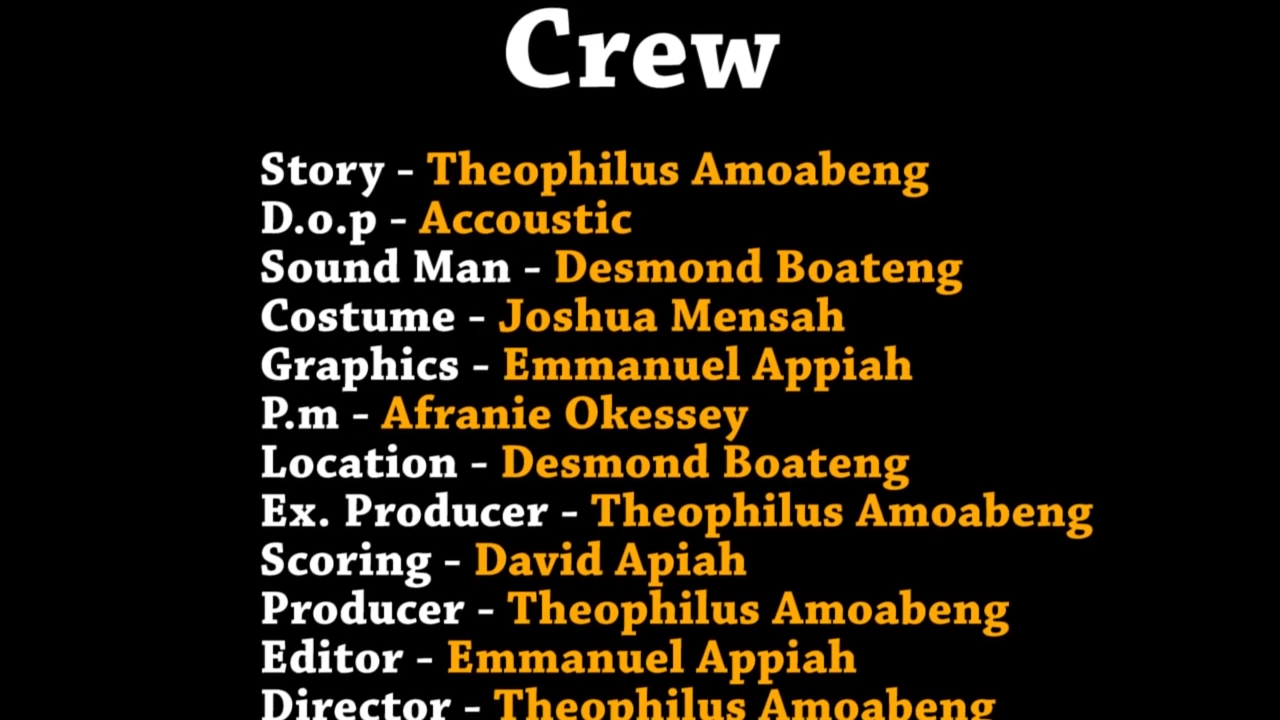 Crew
Story - Theophilus Amoabeng
D.o.p - Accoustic
Sound Man - Desmond Boateng
Costume - Joshua Mensah
Graphics - Emmanuel Appiah
P.m - Afranie Okessey
Location - Desmond Boateng
Ex. Producer - Theophilus Amoabeng
Scoring - David Apiah
Producer - Theophilus Amoabeng
Editor - Emmanuel Appiah
Director - Theophilus Amoabeng